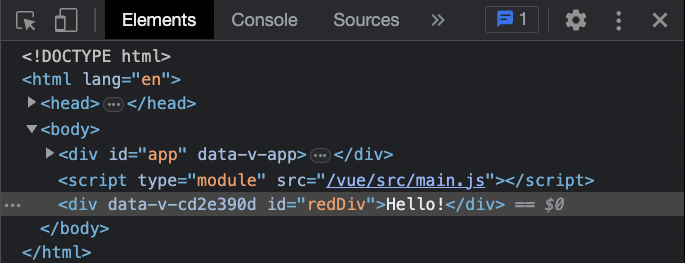 Elements Console Sources » 1
<!DOCTYPE html>
<html lang="en">
<head>…</head>
<body>
<div id="app" data-v-app>…</div>
<script type="module" src="/vue/src/main.js"></script>
… <div data-v-cd2e390d id="redDiv">Hello!</div> == $0
</body>
</html>